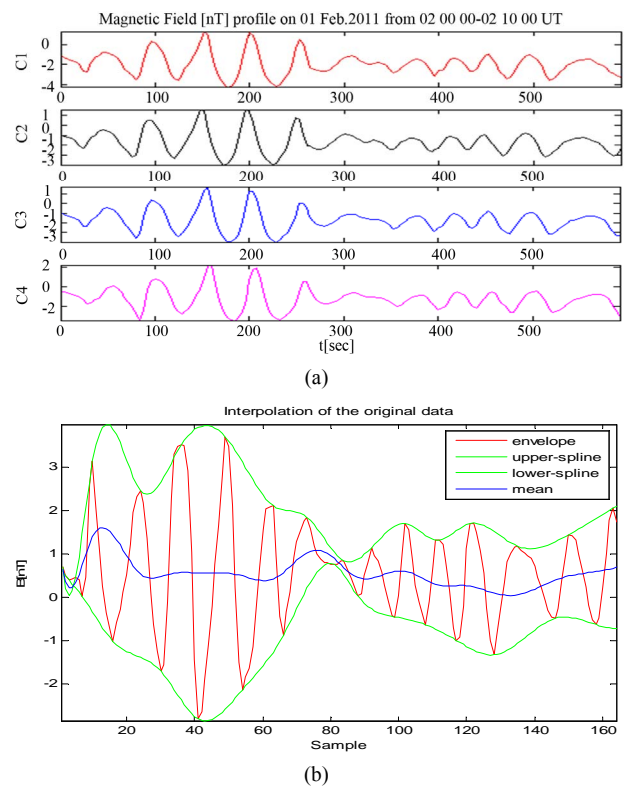 Magnetic Field [nT] profile on 01 Feb.2011 from 02 00 00-02 10 00 UT
C1
0
-2
-4
0 100 200 300 400 500
C2
1
0
-1
-2
-3
0 100 200 300 400 500
C3
1
0
-1
-2
-3
0 100 200 300 400 500
C4
2
0
-2
0 100 200 300 400 500
t[sec]
(a)
Interpolation of the original data
envelope
upper-spline
lower-spline
mean
B[nT]
3
2
1
0
-1
-2
20 40 60 80 100 120 140 160
Sample
(b)